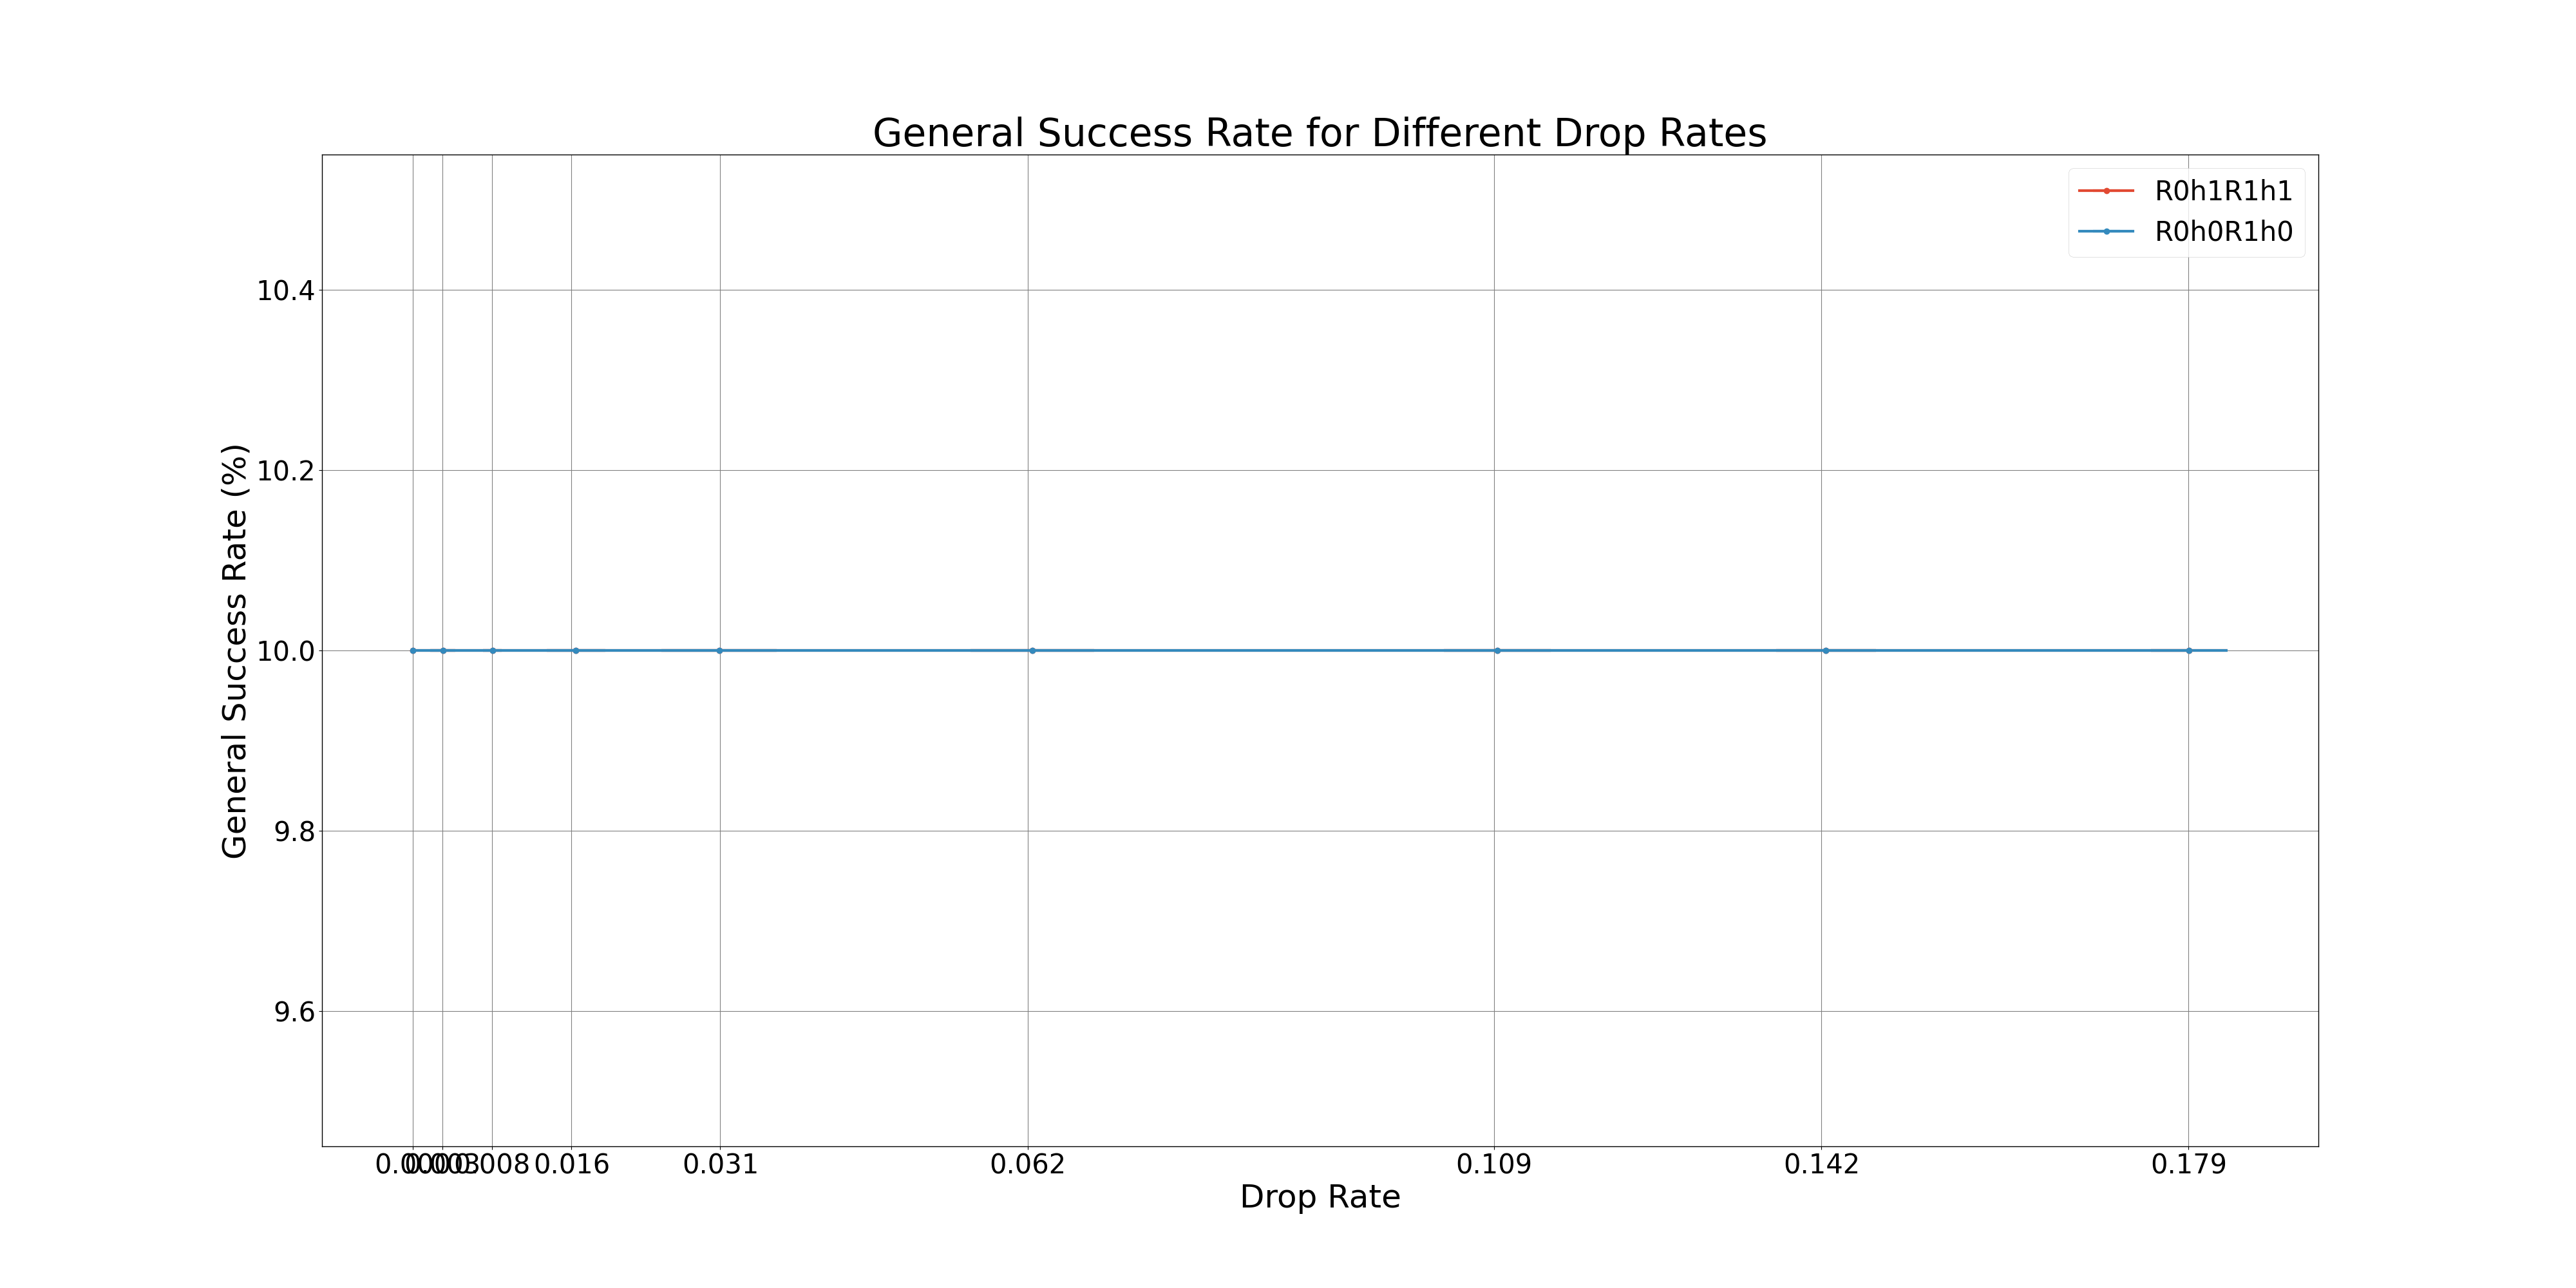 General Success Rate for Different Drop Rates
R0h1R1h1
R0h0R1h0
General Success Rate (%)
10.4
10.2
10.0
9.8
9.6
0.016 0.031 0.062 0.109 0.142 0.179
Drop Rate